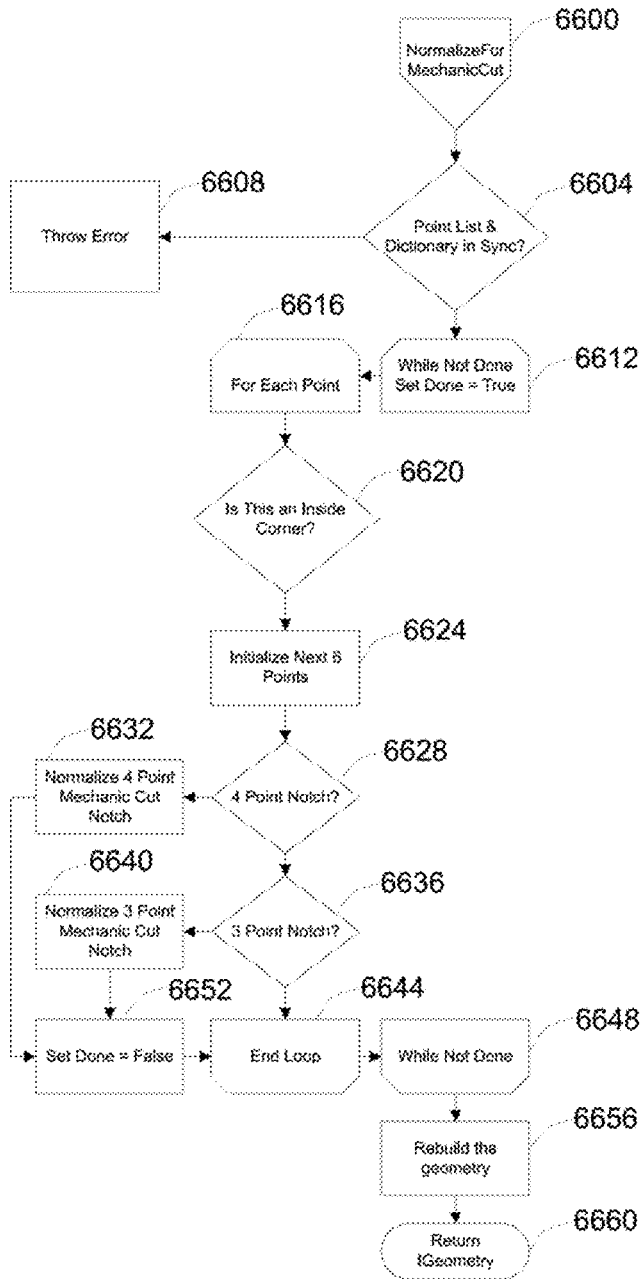 6600
NormalizeFor
MechanicCut
6604
Point List &
Dictionary in Sync?
6608
Throw Error
6612
While Not Done
Set Done = True
6616
For Each Point
6620
Is This an Inside
Corner?
6624
Initialize Next 6
Points
6628
4 Point Notch?
6632
Normalize 4 Point
Mechanic Cut
Notch
6636
3 Point Notch?
6640
Normalize 3 Point
Mechanic Cut
Notch
6652
Set Done = False
6644
End Loop
6648
While Not Done
6656
Rebuild the
geometry
6660
Return
IGeometry